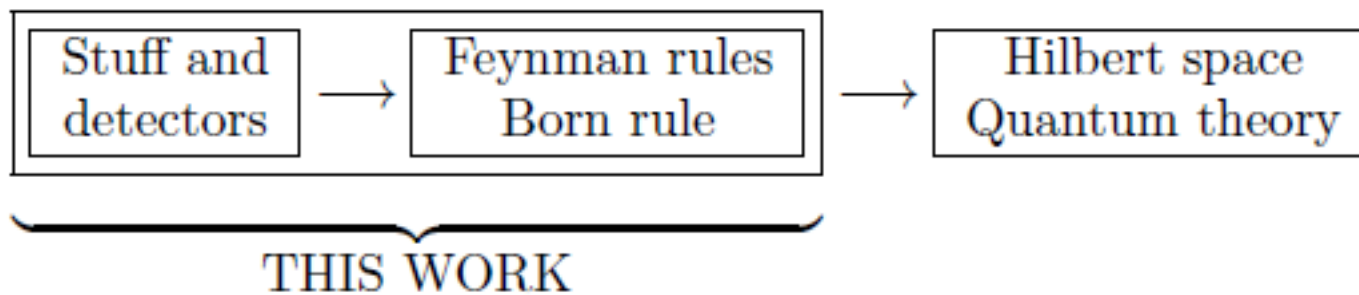 Stuff and
detectors
Feynman rules
Born rule
Hilbert space
Quantum theory
THIS WORK